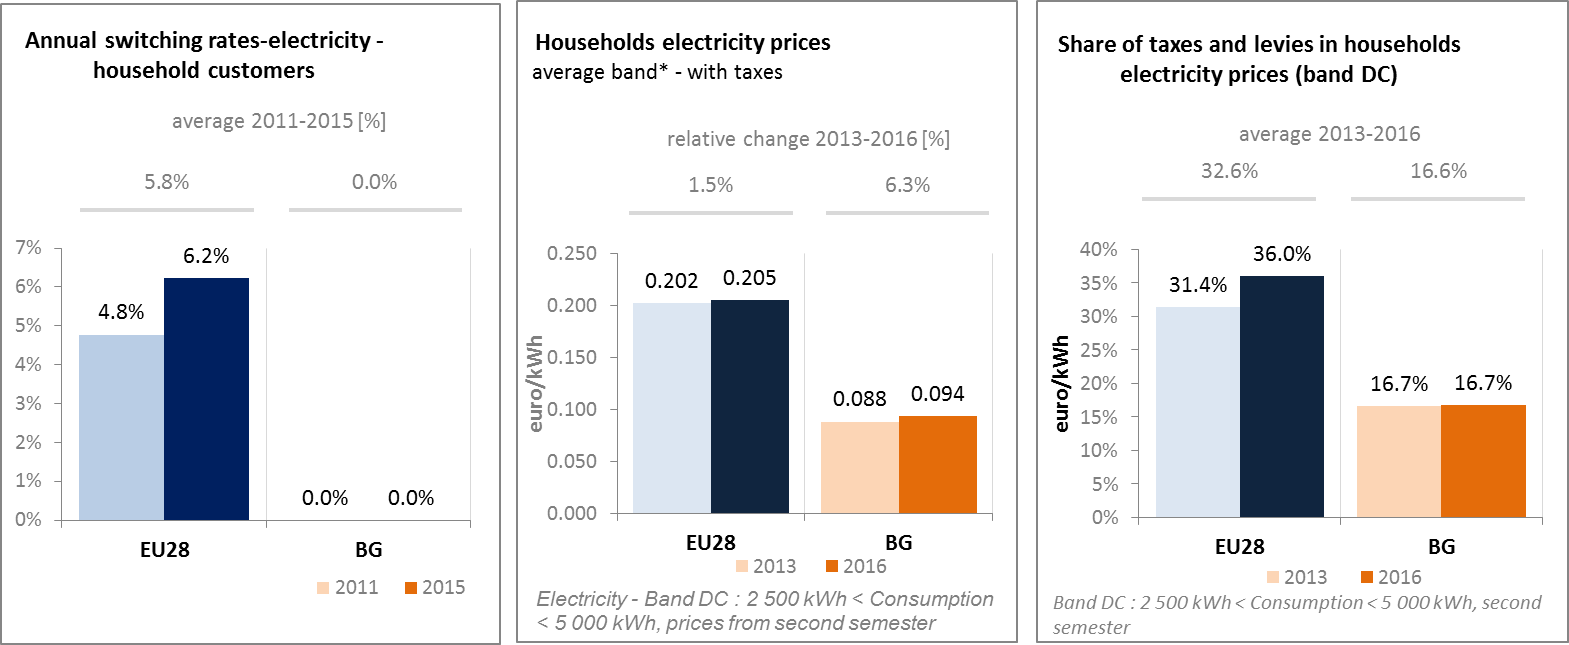 Annual switching rates-electricity -
household customers
average 2011-2015 [%]
5.8%
0.0%
7%
6%
5%
4%
3%
2%
1%
0%
4.8%
6.2%
0.0%
0.0%
EU28
BG
2011
2015
Households electricity prices
average band* - with taxes
relative change 2013-2016 [%]
1.5%
6.3%
euro/kWh
0.250
0.200
0.150
0.100
0.050
0.000
0.202
0.205
0.088
0.094
EU28
BG
2013
2016
Electricity - Band DC : 2 500 kWh < Consumption
< 5 000 kWh, prices from second semester
Share of taxes and levies in households
electricity prices (band DC)
average 2013-2016
32.6%
16.6%
euro/kWh
40%
35%
30%
25%
20%
15%
10%
5%
0%
31.4%
36.0%
16.7%
16.7%
EU28
BG
2013
2016
Band DC : 2 500 kWh < Consumption < 5 000 kWh, second
semester